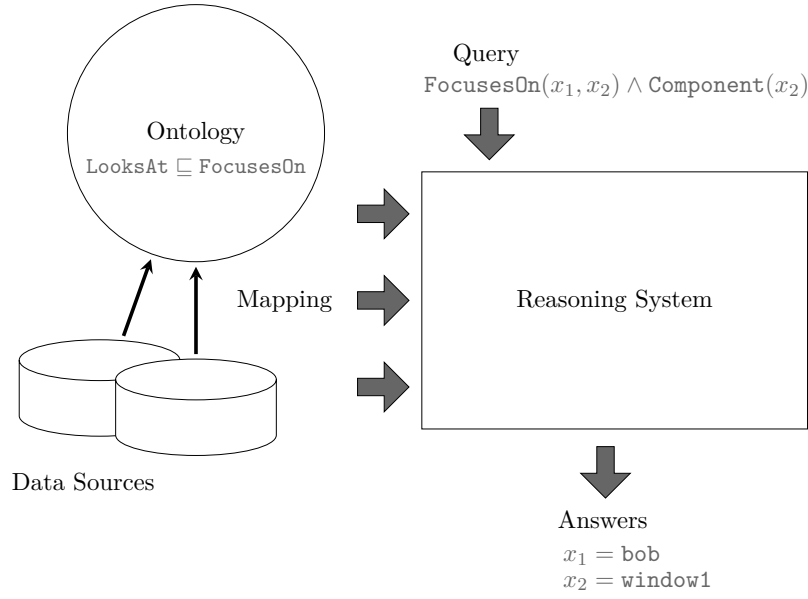 Query
FocusesOn(x₁, x₂) ∧ Component(x₂)
Ontology
LooksAt ⊑ FocusesOn
Mapping
Reasoning System
Data Sources
Answers
x₁ = bob
x₂ = window1